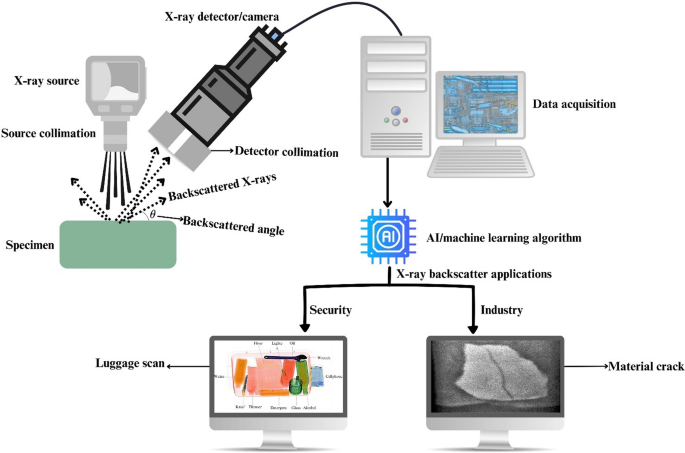 X-ray detector/camera
X-ray source
Source collimation
Data acquisition
Detector collimation
Backscattered X-rays
θ
Backscattered angle
Specimen
AI
AI/machine learning algorithm
X-ray backscatter applications
Security
Industry
Lighter
Oil
Wrench
Luggage scan
Water
Cellphone
Material crack
Knief
Thinner
Detergent
Glass
Alcohol